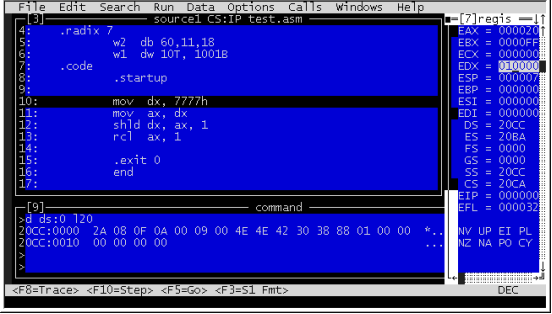 File Edit Search Run Data Options Calls Windows Help
[3] source1 CS:IP test.asm
[7]regis
4: .radix 7
5: w2 db 60,11,18
6: w1 dw 10T, 1001B
7: .code
8: .startup
9:
10: mov dx, 7777h
11: mov ax, dx
12: shld dx, ax, 1
13: rcl ax, 1
14:
15: .exit 0
16: end
17:
EAX = 000020
EBX = 0000FF
ECX = 000000
EDX = 010000
ESP = 000007
EBP = 000000
ESI = 000000
EDI = 000000
DS = 20CC
ES = 20BA
FS = 0000
GS = 0000
SS = 20CC
CS = 20CA
EIP = 000000
EFL = 000032
NV UP EI PL
NZ NA PO CY
[9] command
>d ds:0 l20
20CC:0000 2A 08 0F 0A 00 09 00 4E 4E 42 30 38 88 01 00 00 *..
20CC:0010 00 00 00 00 ...
>
>
<F8=Trace> <F10=Step> <F5=Go> <F3=S1 Fmt> DEC